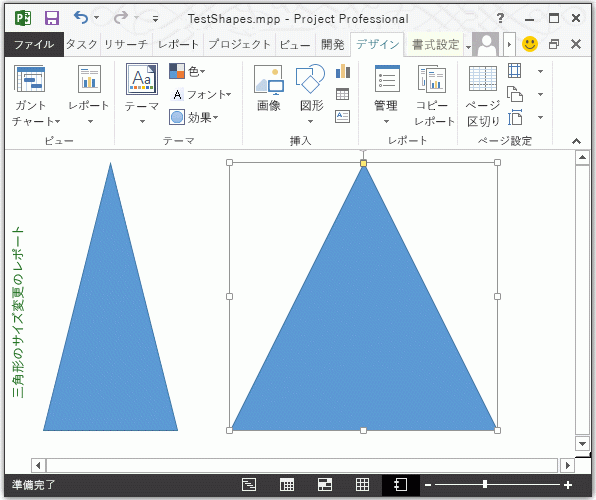 TestShapes.mpp - Project Professional
ファイル タスク リサーチ レポート プロジェクト ビュー 開発 デザイン 書式設定
ガント
チャート
レポート
ビュー
テーマ
色
フォント
効果
テーマ
画像
図形
挿入
管理
コピー
レポート
レポート
ページ
区切り
ページ設定
三角形のサイズ変更のレポート
準備完了